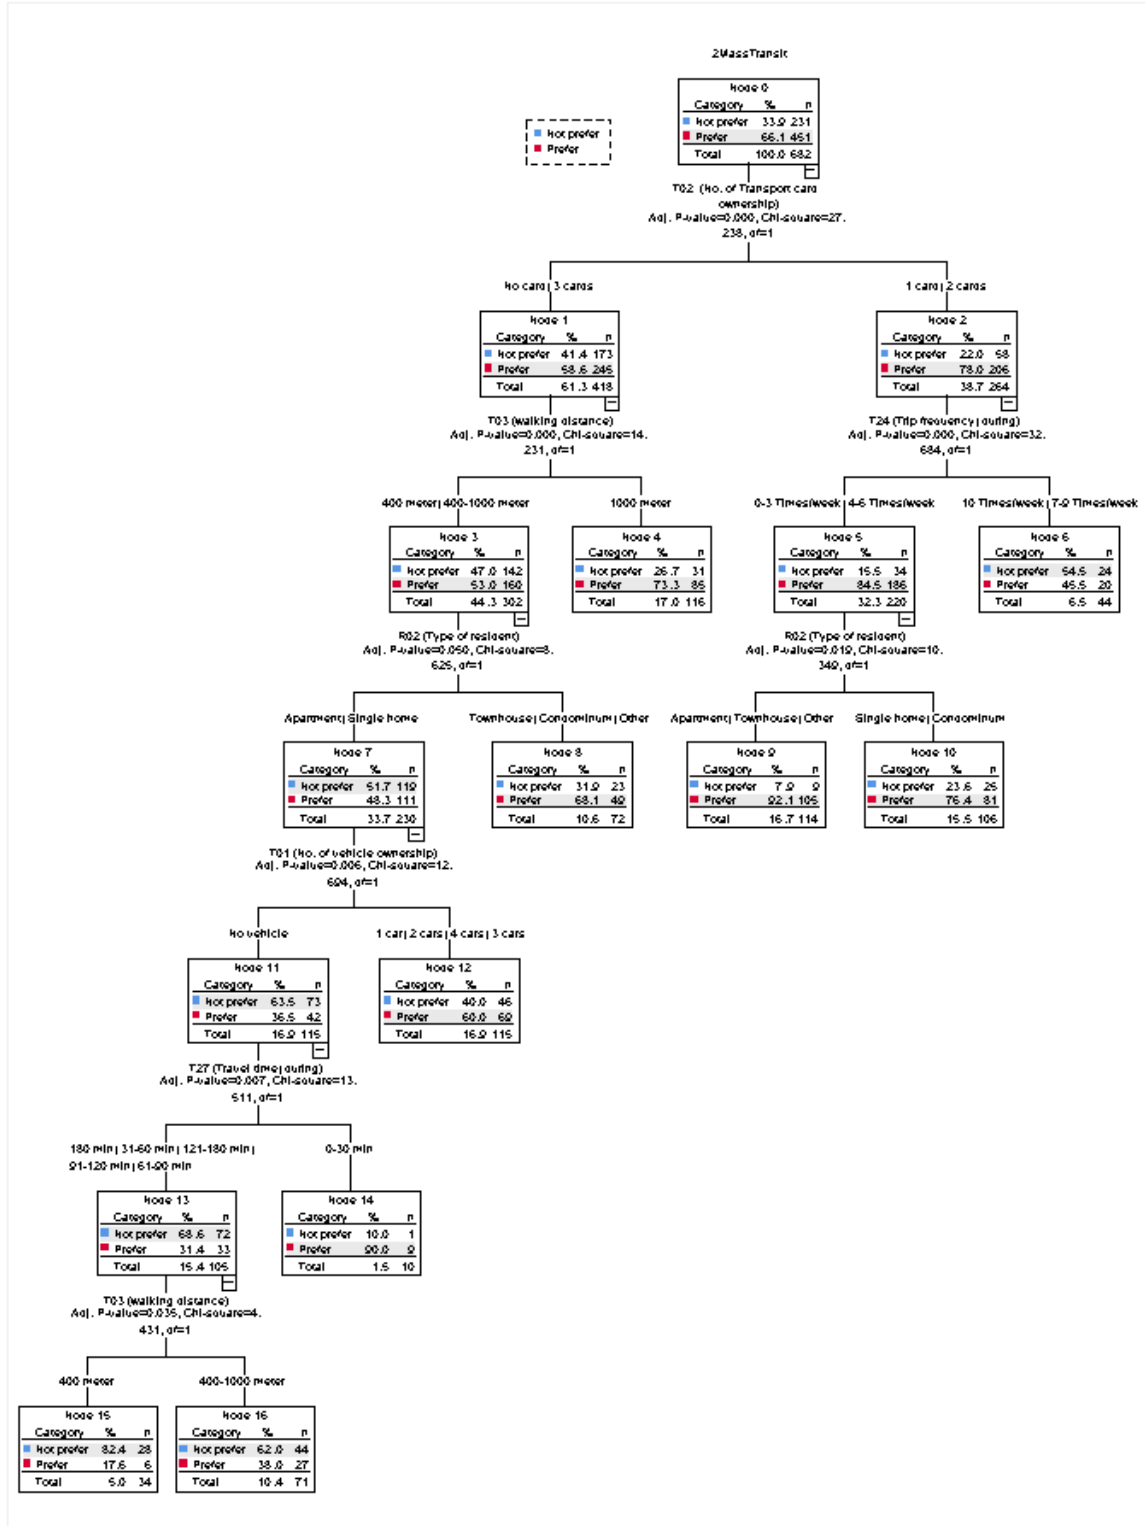 2MassTransit
Node 0
Category % n
Not prefer 33.9 231
Prefer 66.1 451
Total 100.0 682
Not prefer
Prefer
T02 (No. of Transport card
ownership)
Adj. P-value=0.000, Chi-square=27.
238, df=1
No card; 3 cards
1 card; 2 cards
Node 1
Category % n
Not prefer 41.4 173
Prefer 58.6 245
Total 61.3 418
Node 2
Category % n
Not prefer 22.0 58
Prefer 78.0 206
Total 38.7 264
T03 (walking distance)
Adj. P-value=0.000, Chi-square=14.
231, df=1
T24 (Trip frequency during)
Adj. P-value=0.000, Chi-square=32.
684, df=1
400 meter; 400-1000 meter
1000 meter
0-3 Times/week; 4-6 Times/week
10 Times/week; 7-9 Times/week
Node 3
Category % n
Not prefer 47.0 142
Prefer 53.0 160
Total 44.3 302
Node 4
Category % n
Not prefer 26.7 31
Prefer 73.3 85
Total 17.0 116
Node 5
Category % n
Not prefer 15.5 34
Prefer 84.5 186
Total 32.3 220
Node 6
Category % n
Not prefer 54.5 24
Prefer 45.5 20
Total 6.5 44
R02 (Type of resident)
Adj. P-value=0.050, Chi-square=8.
625, df=1
R02 (Type of resident)
Adj. P-value=0.019, Chi-square=10.
349, df=1
Apartment; Single home
Townhouse; Condominum; Other
Apartment; Townhouse; Other
Single home; Condominum
Node 7
Category % n
Not prefer 51.7 119
Prefer 48.3 111
Total 33.7 230
Node 8
Category % n
Not prefer 31.9 23
Prefer 68.1 49
Total 10.6 72
Node 9
Category % n
Not prefer 7.9 9
Prefer 92.1 105
Total 16.7 114
Node 10
Category % n
Not prefer 23.6 25
Prefer 76.4 81
Total 15.5 106
T01 (No. of vehicle ownership)
Adj. P-value=0.006, Chi-square=12.
694, df=1
No vehicle
1 car; 2 cars; 4 cars; 3 cars
Node 11
Category % n
Not prefer 63.5 73
Prefer 36.5 42
Total 16.9 115
Node 12
Category % n
Not prefer 40.0 46
Prefer 60.0 69
Total 16.9 115
T27 (Travel time during)
Adj. P-value=0.007, Chi-square=13.
511, df=1
180 min; 31-60 min; 121-180 min;
91-120 min; 61-90 min
0-30 min
Node 13
Category % n
Not prefer 68.6 72
Prefer 31.4 33
Total 15.4 105
Node 14
Category % n
Not prefer 10.0 1
Prefer 90.0 9
Total 1.5 10
T03 (walking distance)
Adj. P-value=0.035, Chi-square=4.
431, df=1
400 meter
400-1000 meter
Node 15
Category % n
Not prefer 82.4 28
Prefer 17.6 6
Total 5.0 34
Node 16
Category % n
Not prefer 62.0 44
Prefer 38.0 27
Total 10.4 71